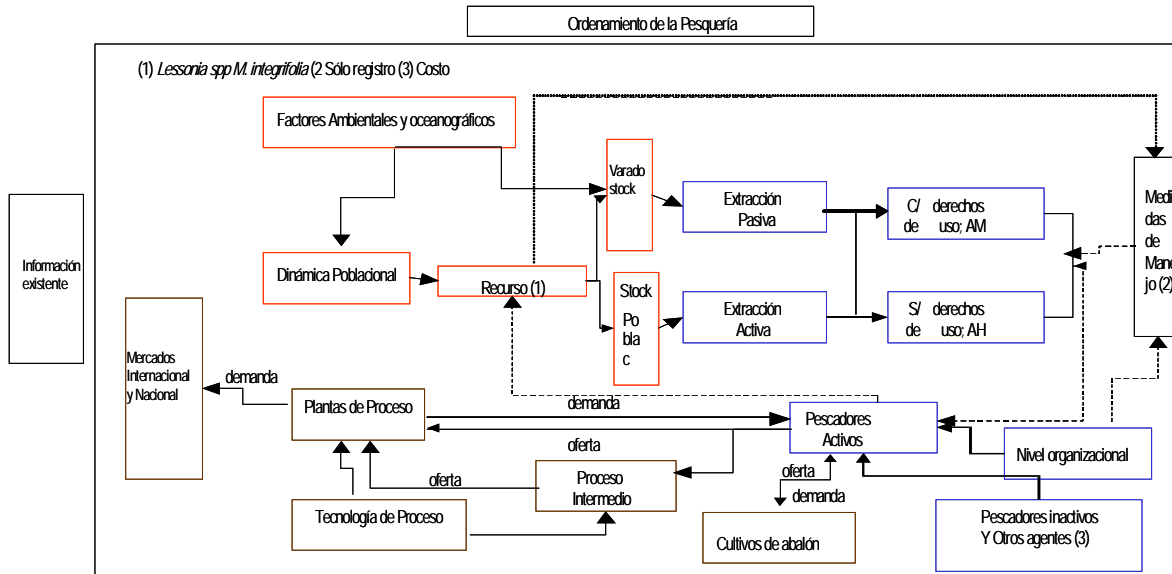 Ordenamiento de la Pesquería
(1) Lessonia spp M. integrifolia (2 Sólo registro (3) Costo
Factores Ambientales y oceanográficos
Varado
stock
Extracción
Pasiva
C/ derechos
de uso; AM
Medi
das
de
Mane
jo (2)
Información
existente
Dinámica Poblacional
Recurso (1)
Stock
Po
bla
c
Extracción
Activa
S/ derechos
de uso; AH
Mercados
Internacional
y Nacional
demanda
Plantas de Proceso
demanda
oferta
Pescadores
Activos
Nivel organizacional
oferta
Proceso
Intermedio
oferta
demanda
Tecnología de Proceso
Cultivos de abalón
Pescadores inactivos
Y Otros agentes (3)